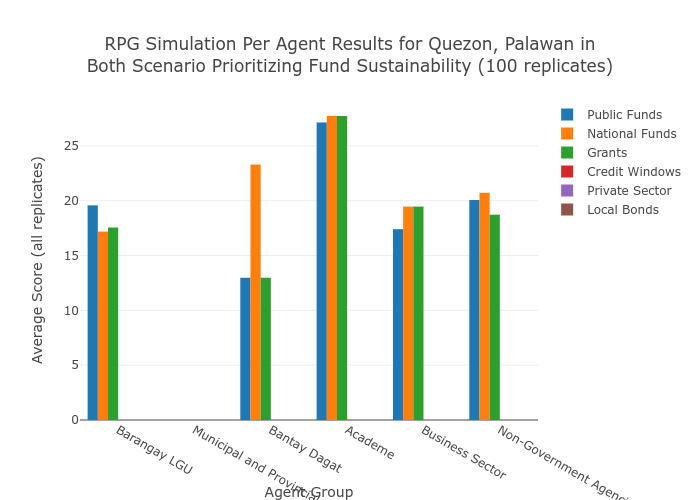 RPG Simulation Per Agent Results for Quezon, Palawan in
Both Scenario Prioritizing Fund Sustainability (100 replicates)
Public Funds
National Funds
Grants
Credit Windows
Private Sector
Local Bonds
Average Score (all replicates)
25
20
15
10
5
0
Barangay LGU
Municipal and
Bantay Dagat
Academe
Business Sector
Non-Government
Agent Group